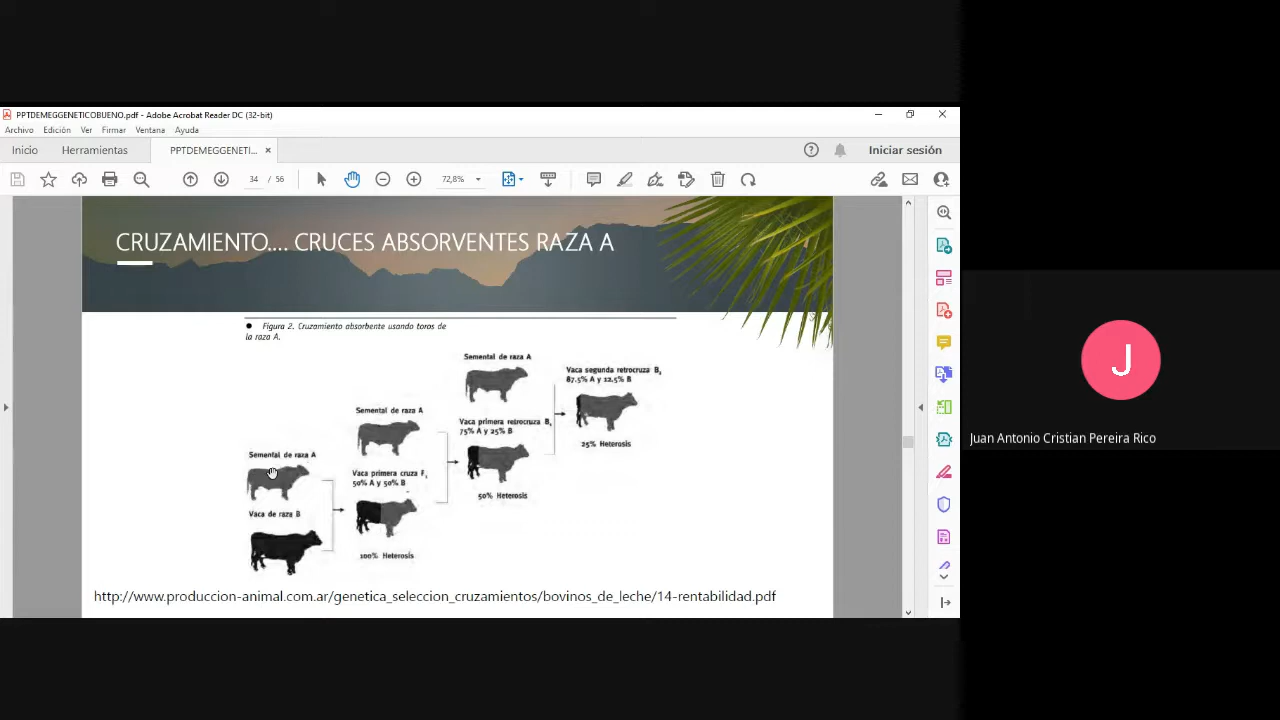 PPTDEMEGGENETICOBUENO.pdf - Adobe Acrobat Reader DC (32-bit)
Archivo Edición Ver Firmar Ventana Ayuda
Inicio Herramientas PPTDEMEGGENETI... × Iniciar sesión
34 / 56 72,8%
CRUZAMIENTO.... CRUCES ABSORVENTES RAZA A
Figura 2. Cruzamiento absorbente usando toros de
la raza A.
Semental de raza A
Vaca segunda retrocruza B,
87.5% A y 12.5% B
25% Heterosis
Semental de raza A
Vaca primera retrocruza B,
75% A y 25% B
50% Heterosis
Semental de raza A
Vaca primera cruza F,
50% A y 50% B
100% Heterosis
Vaca de raza B
http://www.produccion-animal.com.ar/genetica_seleccion_cruzamientos/bovinos_de_leche/14-rentabilidad.pdf
J
Juan Antonio Cristian Pereira Rico